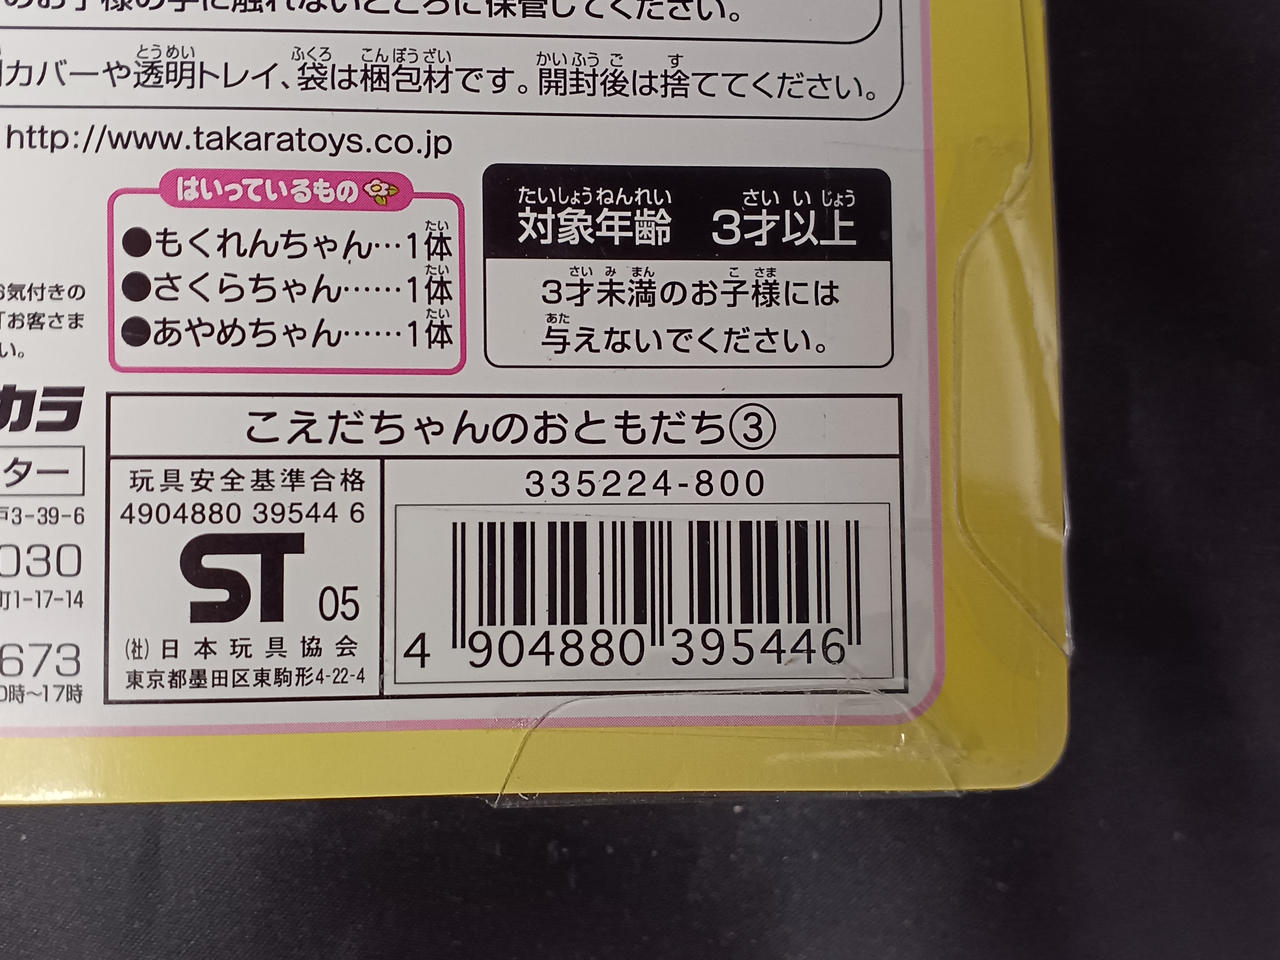 のお子様の手に触れないところに保管してください。
カバーや透明トレイ、袋は梱包材です。開封後は捨ててください。
http://www.takaratoys.co.jp
はいっているもの
●もくれんちゃん…1体
●さくらちゃん……1体
●あやめちゃん……1体
対象年齢 3才以上
3才未満のお子様には
与えないでください。
お気付きの
「お客さま
い。
カラ
ター
3-39-6
030
町1-17-14
673
0時~17時
こえだちゃんのおともだち③
玩具安全基準合格
4904880 39544 6
ST 05
(社)日本玩具協会
東京都墨田区東駒形4-22-4
335224-800
4 904880 395446